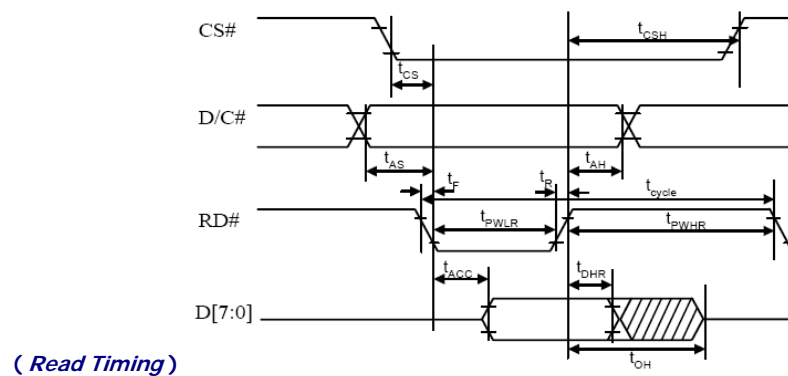 CS#
tCSH
tCS
D/C#
tAS
tAH
tF
tR
tcycle
RD#
tPWLR
tPWHR
tACC
tDHR
D[7:0]
tOH
( Read Timing )